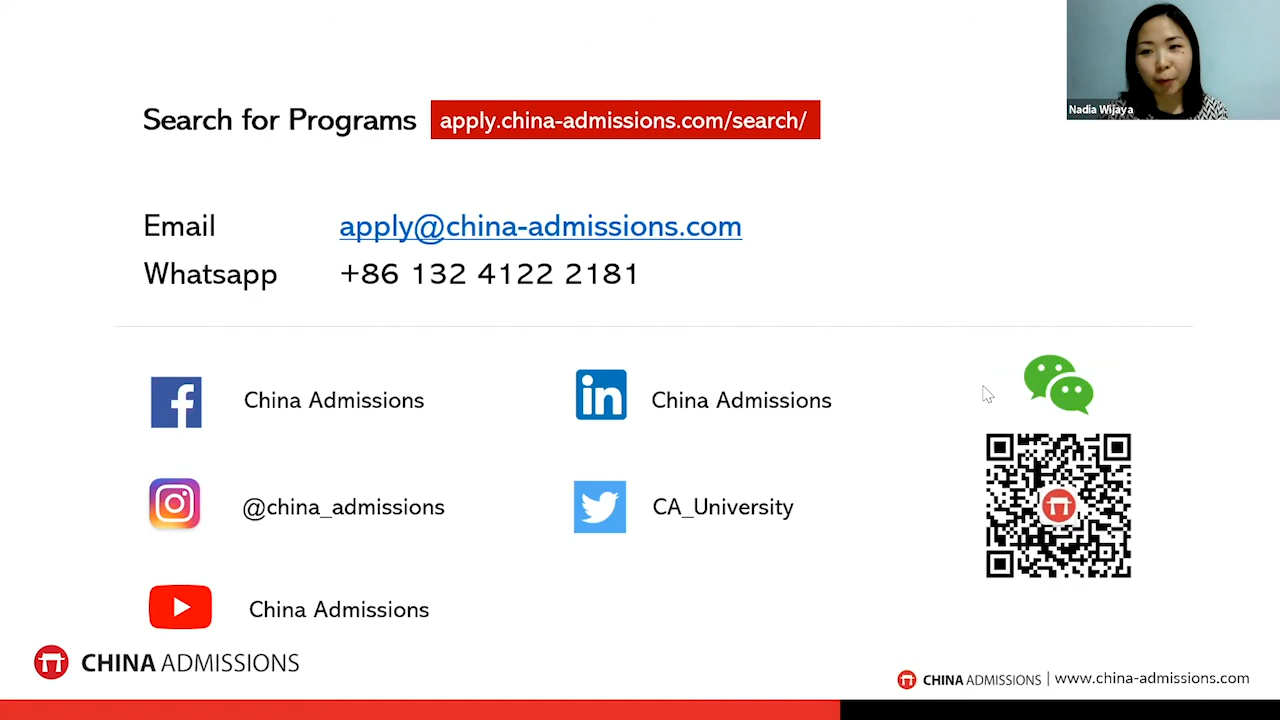 Nadia Wijaya
Search for Programs apply.china-admissions.com/search/
Email apply@china-admissions.com
Whatsapp +86 132 4122 2181
China Admissions
in China Admissions
@china_admissions
CA_University
China Admissions
CHINA ADMISSIONS
CHINA ADMISSIONS | www.china-admissions.com